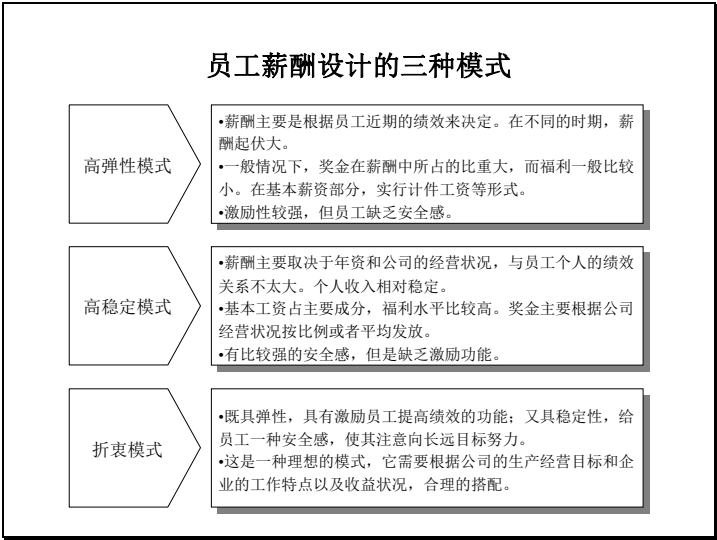 员工薪酬设计的三种模式
高弹性模式
•薪酬主要是根据员工近期的绩效来决定。在不同的时期，薪
酬起伏大。
•一般情况下，奖金在薪酬中所占的比重大，而福利一般比较
小。在基本薪资部分，实行计件工资等形式。
•激励性较强，但员工缺乏安全感。
高稳定模式
•薪酬主要取决于年资和公司的经营状况，与员工个人的绩效
关系不太大。个人收入相对稳定。
•基本工资占主要成分，福利水平比较高。奖金主要根据公司
经营状况按比例或者平均发放。
•有比较强的安全感，但是缺乏激励功能。
折衷模式
•既具弹性，具有激励员工提高绩效的功能；又具稳定性，给
员工一种安全感，使其注意向长远目标努力。
•这是一种理想的模式，它需要根据公司的生产经营目标和企
业的工作特点以及收益状况，合理的搭配。